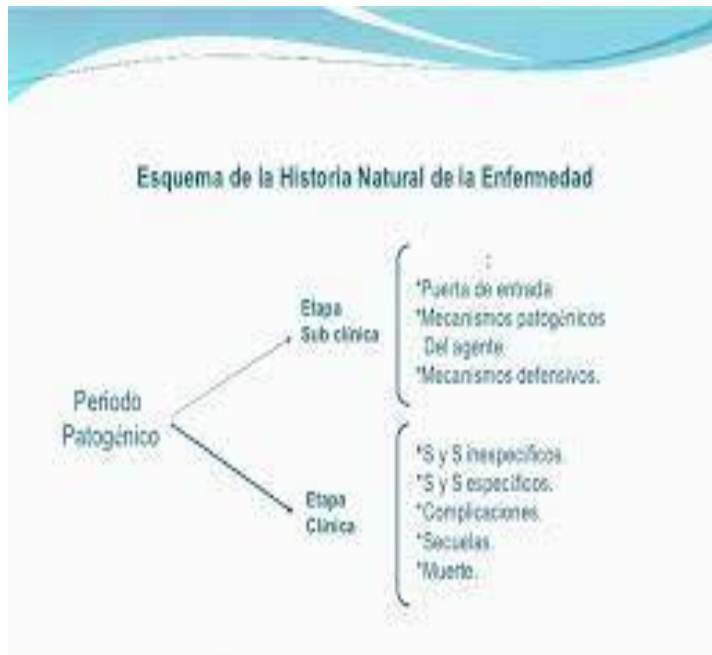 Esquema de la Historia Natural de la Enfermedad
Periodo
Patogénico
Etapa
Sub clínica
:
*Puerta de entrada
*Mecanismos patogénicos
Del agente.
*Mecanismos defensivos.
Etapa
Clínica
*S y S inespecíficos.
*S y S específicos.
*Complicaciones.
*Secuelas.
*Muerte.